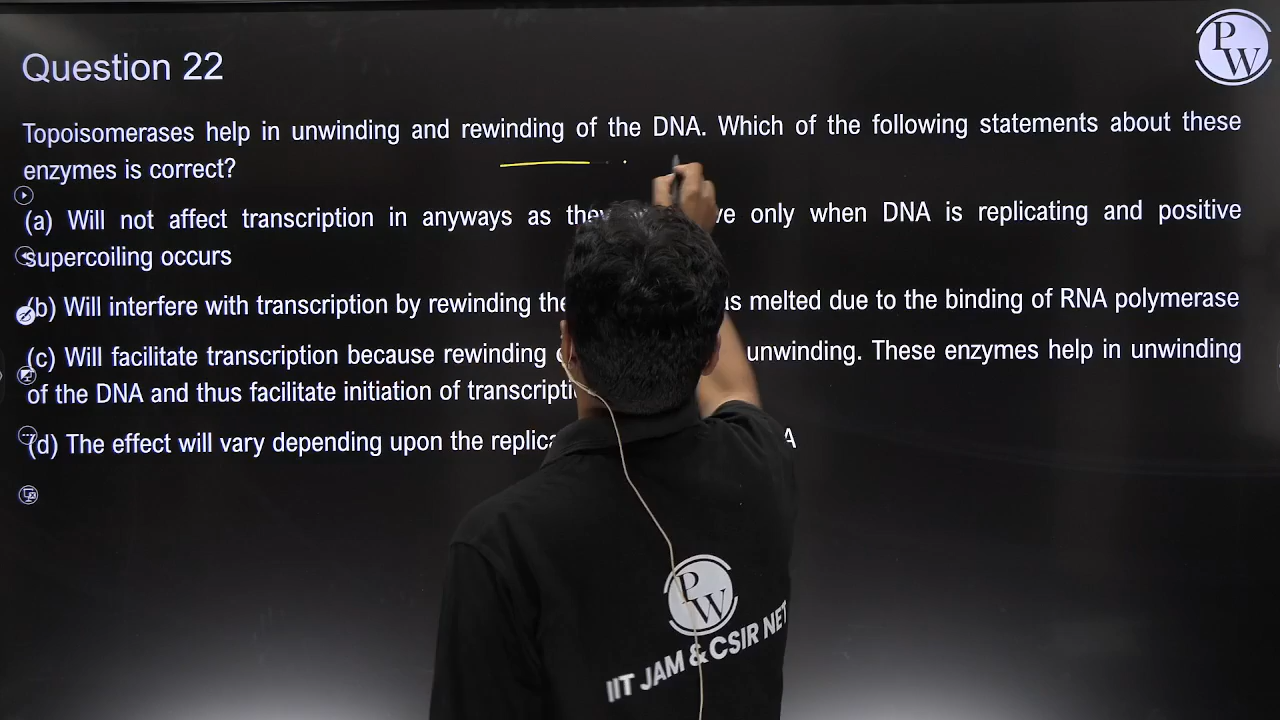 Question 22
Topoisomerases help in unwinding and rewinding of the DNA. Which of the following statements about these
enzymes is correct?
(a) Will not affect transcription in anyways as only when DNA is replicating and positive
supercoiling occurs
(b) Will interfere with transcription by rewinding the melted due to the binding of RNA polymerase
(c) Will facilitate transcription because rewinding unwinding. These enzymes help in unwinding
of the DNA and thus facilitate initiation of
(d) The effect will vary depending upon the
PW
PW
IIT JAM & CSIR NET